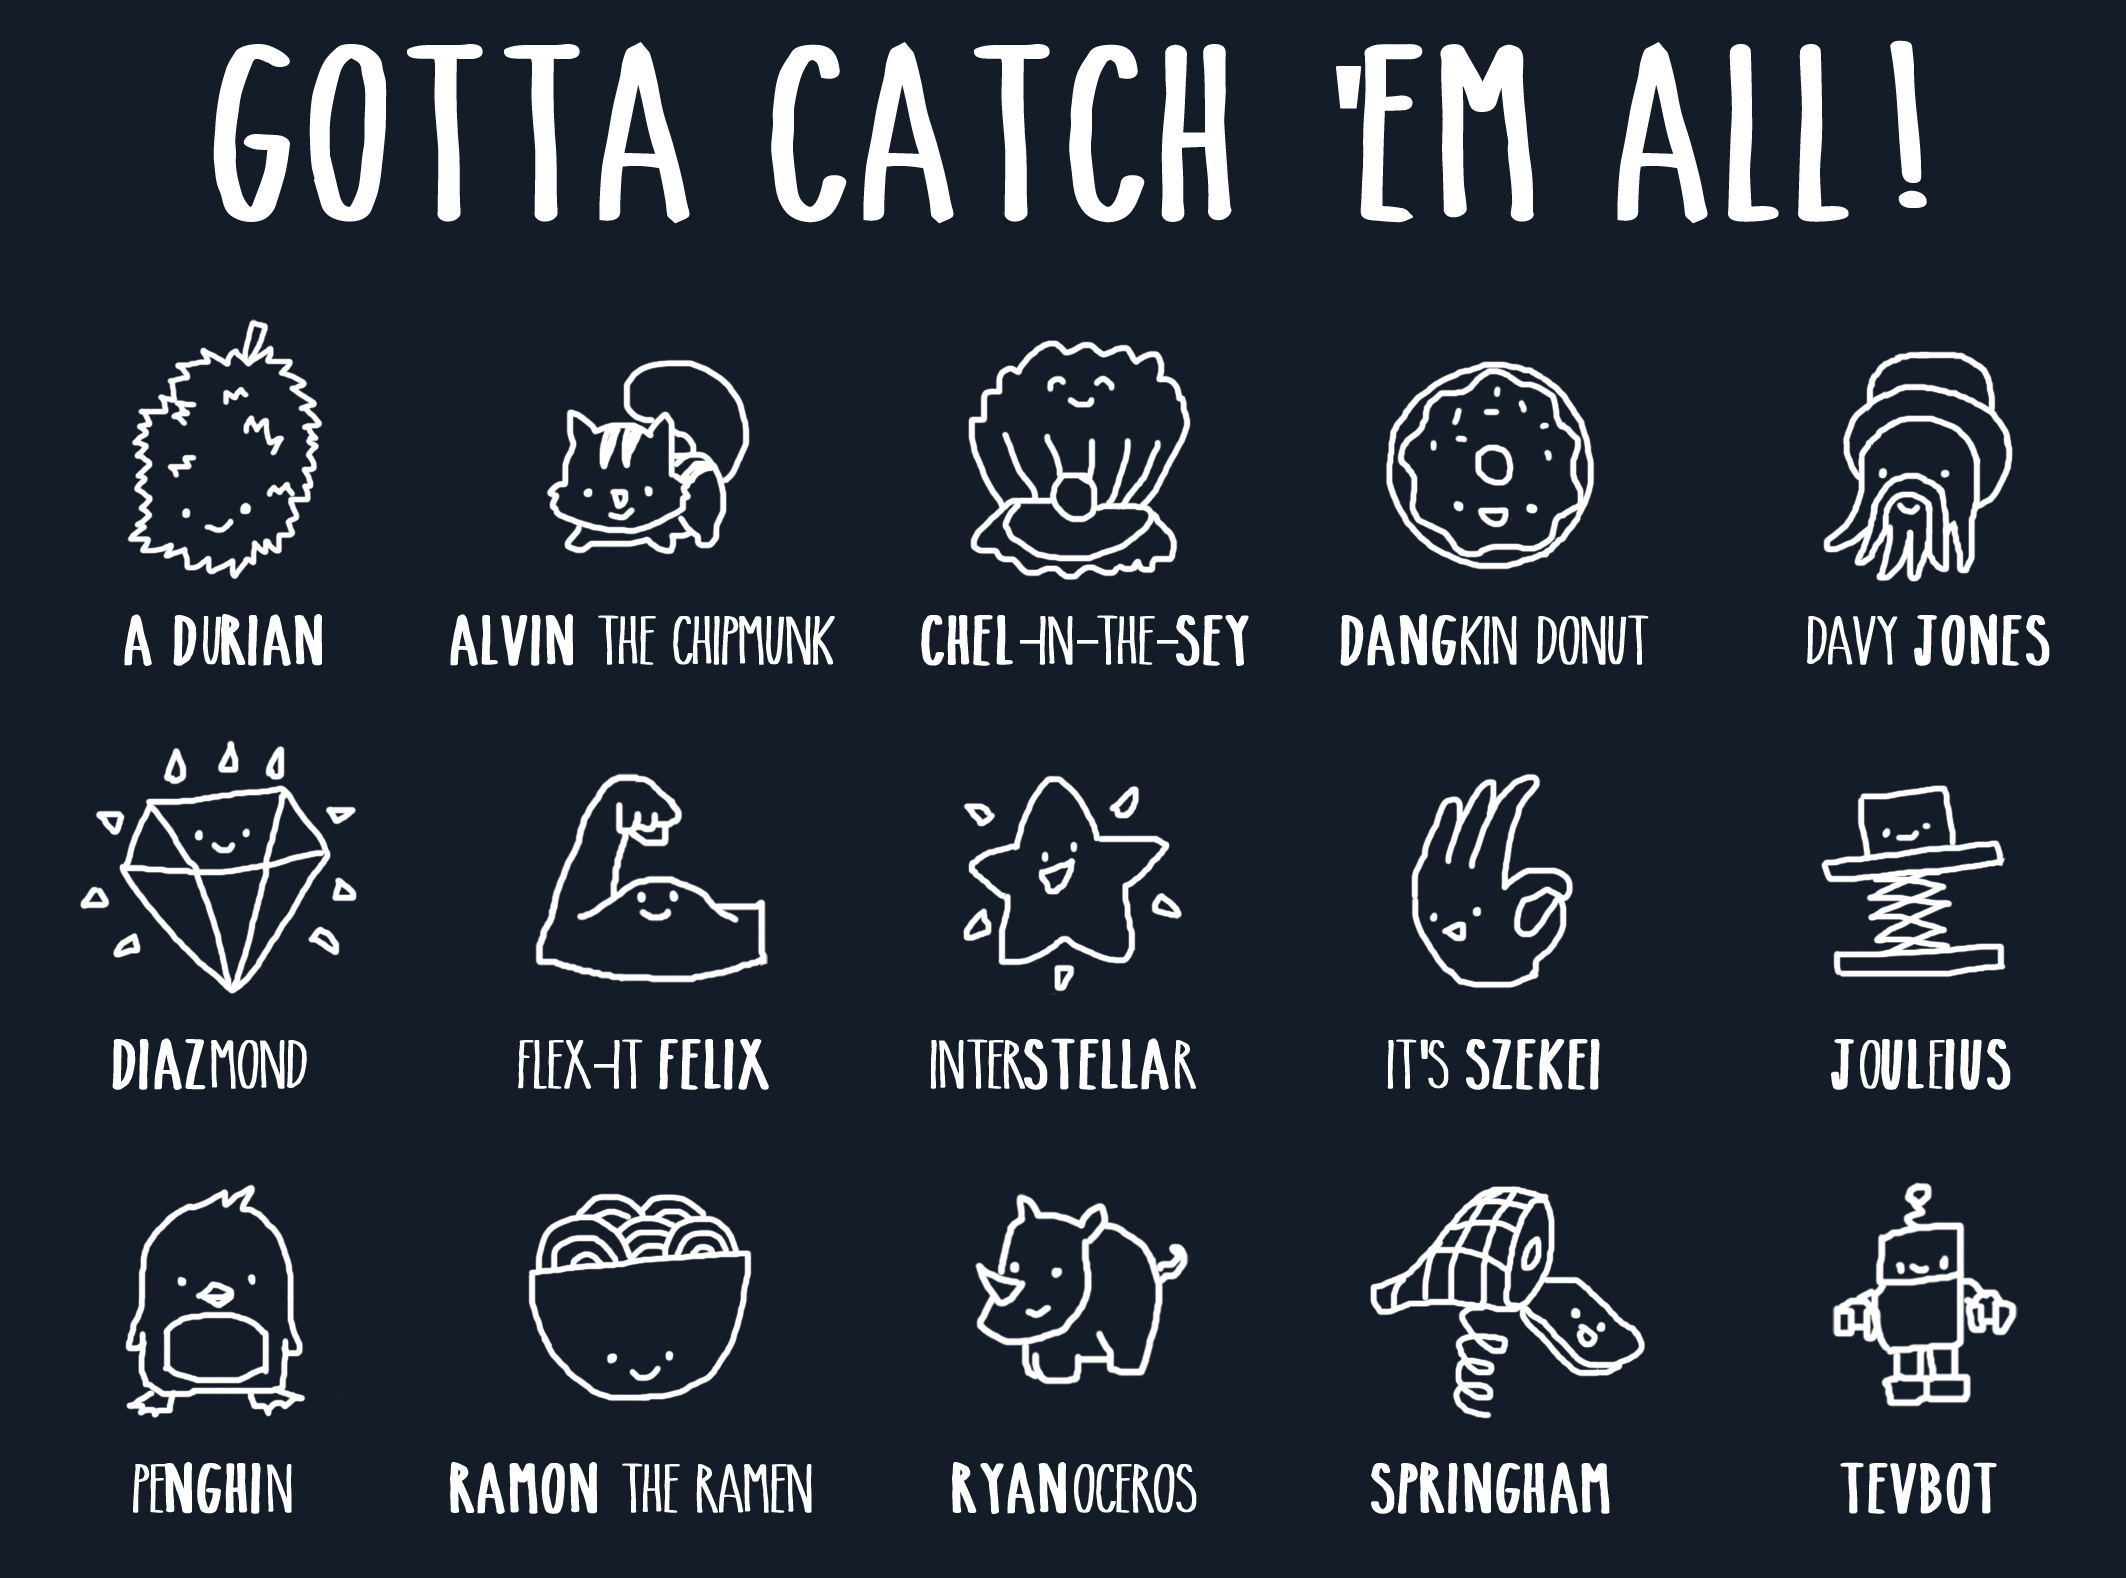 GOTTA CATCH 'EM ALL!
A DURIAN
ALVIN THE CHIPMUNK
CHEL-IN-THE-SEY
DANGKIN DONUT
DAVY JONES
DIAZMOND
FLEX-IT FELIX
INTERSTELLAR
IT'S SZEKEI
JOULEIUS
PENGHIN
RAMON THE RAMEN
RYANOCEROS
SPRINGHAM
TEVBOT